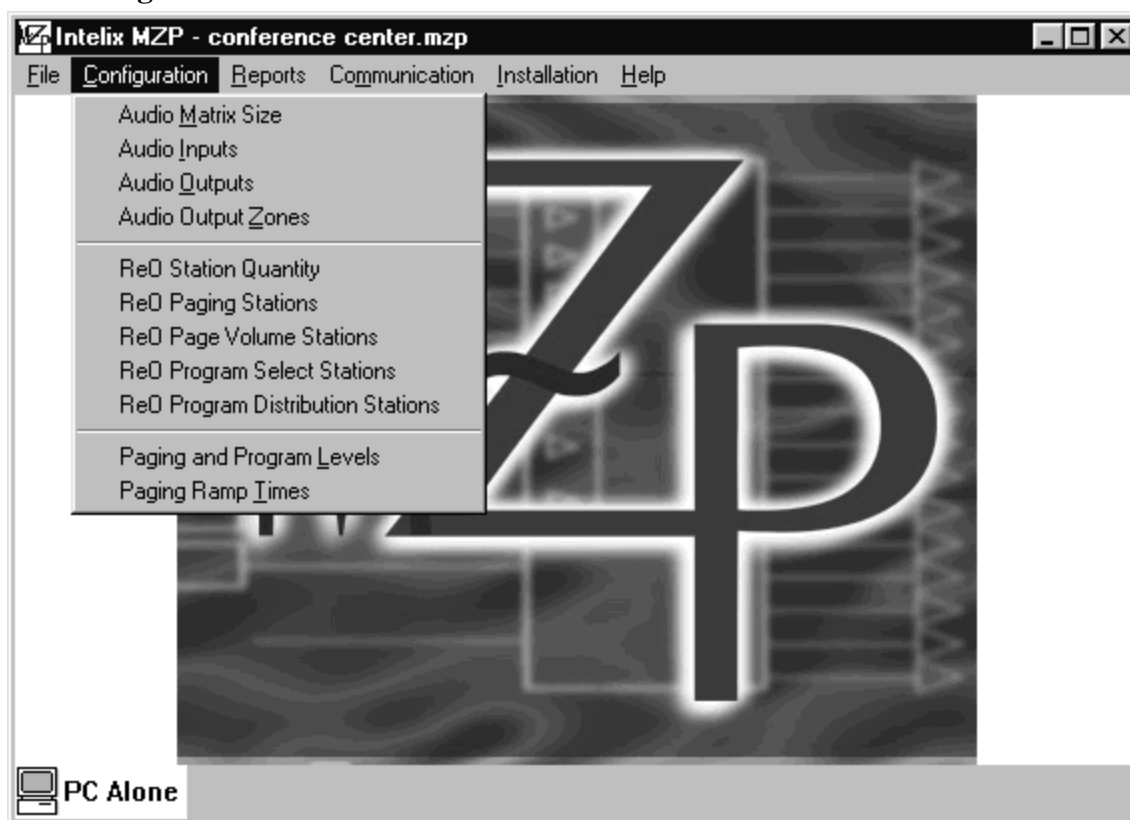 Intelix MZP - conference center.mzp
File Configuration Reports Communication Installation Help
Audio Matrix Size
Audio Inputs
Audio Outputs
Audio Output Zones
ReO Station Quantity
ReO Paging Stations
ReO Page Volume Stations
ReO Program Select Stations
ReO Program Distribution Stations
Paging and Program Levels
Paging Ramp Times
MZP
PC Alone